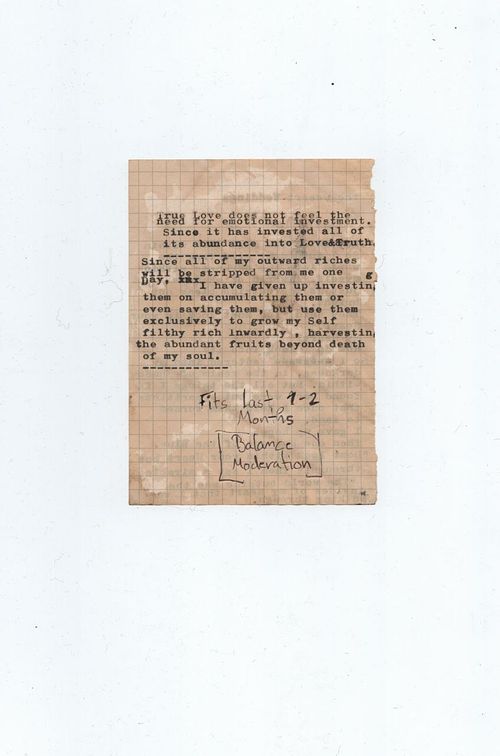 True Love does not feel the
need for emotional investment.
Since it has invested all of
its abundance into Love&Truth.
---------------
Since all of my outward riches
will be stripped from me one
Day, xxx I have given up investing
them on accumulating them or
even saving them, but use them
exclusively to grow my Self
filthy rich inwardly , harvestin
the abundant fruits beyond death
of my soul.
------------
Fits last 1-2
Months
[Balance
Moderation]